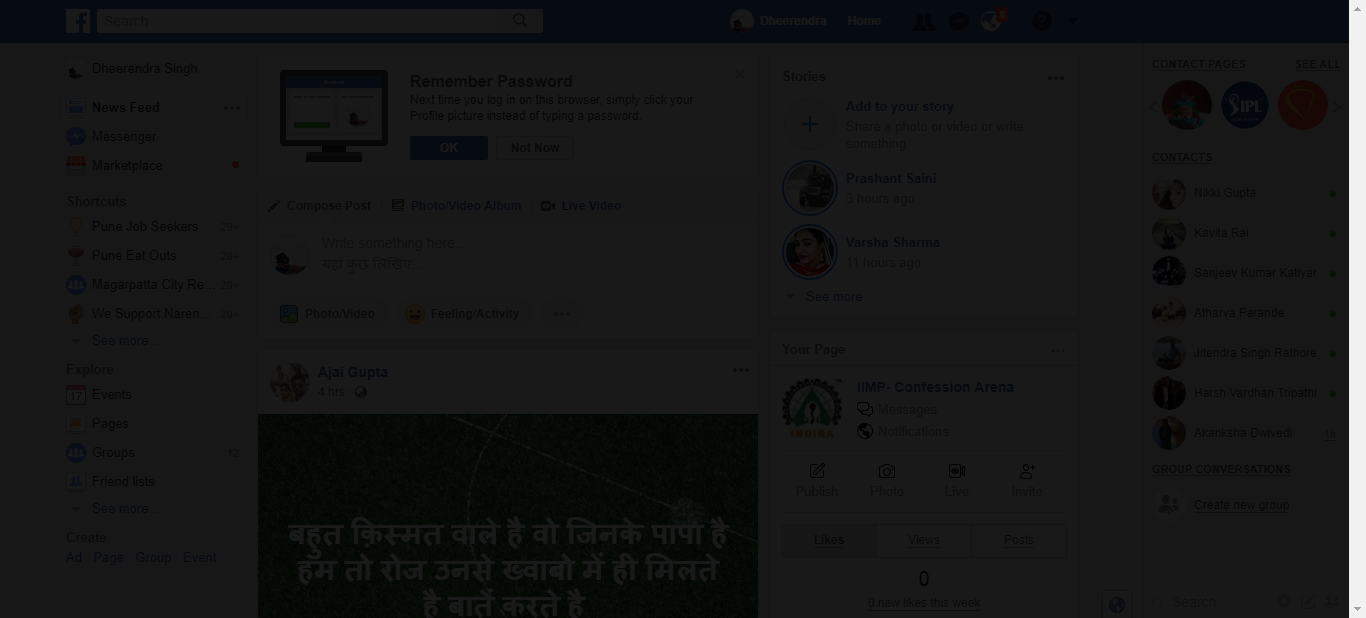 Search
Dheerendra
Home
Dheerendra Singh
News Feed
Messenger
Marketplace
Shortcuts
Pune Job Seekers 20+
Pune Eat Outs 20+
Magarpatta City Re... 20+
We Support Naren... 20+
See more...
Explore
17 Events
Pages
Groups 12
Friend lists
See more...
Create
Ad Page Group Event
Remember Password
Next time you log in on this browser, simply click your
Profile picture instead of typing a password.
OK
Not Now
Compose Post
Photo/Video Album
Live Video
Write something here...
यहां कुछ लिखिए...
Photo/Video
Feeling/Activity
Ajai Gupta
4 hrs
बहुत क़िस्मत वाले है वो जिनके पापा है
हम तो रोज उनसे ख्वाबो में ही मिलते
है बातें करते है
Stories
Add to your story
Share a photo or video or write
something
Prashant Saini
3 hours ago
Varsha Sharma
11 hours ago
See more
Your Page
IIMP- Confession Arena
Messages
Notifications
INDIRA
Publish
Photo
Live
Invite
Likes
Views
Posts
0
0 new likes this week
CONTACT PAGES
SEE ALL
IPL
CONTACTS
Nikki Gupta
Kavita Rai
Sanjeev Kumar Katiyar
Atharva Parande
Jitendra Singh Rathore
Harsh Vardhan Tripathi
Akanksha Dwivedi 1h
GROUP CONVERSATIONS
Create new group
Search